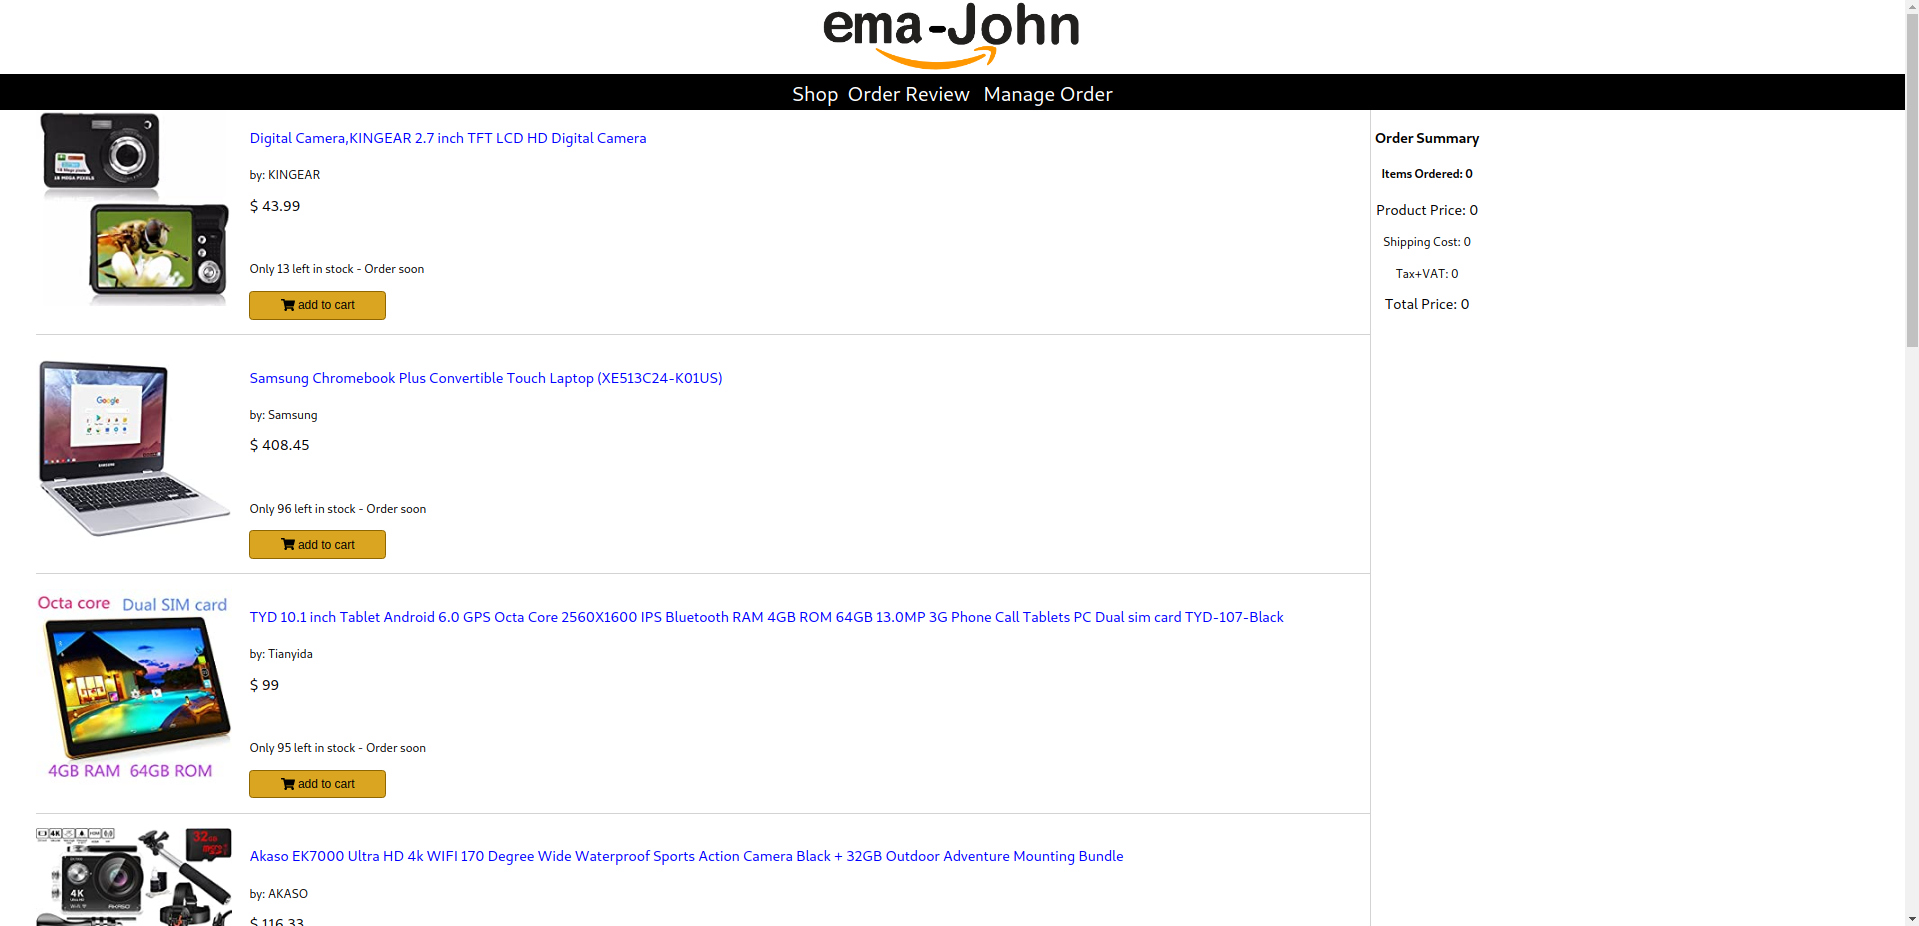 ema-John
Shop Order Review Manage Order
Digital Camera,KINGEAR 2.7 inch TFT LCD HD Digital Camera
by: KINGEAR
$ 43.99
Only 13 left in stock - Order soon
add to cart
Order Summary
Items Ordered: 0
Product Price: 0
Shipping Cost: 0
Tax+VAT: 0
Total Price: 0
Google
SAMSUNG
Samsung Chromebook Plus Convertible Touch Laptop (XE513C24-K01US)
by: Samsung
$ 408.45
Only 96 left in stock - Order soon
add to cart
Octa core Dual SIM card
4GB RAM 64GB ROM
TYD 10.1 inch Tablet Android 6.0 GPS Octa Core 2560X1600 IPS Bluetooth RAM 4GB ROM 64GB 13.0MP 3G Phone Call Tablets PC Dual sim card TYD-107-Black
by: Tianyida
$ 99
Only 95 left in stock - Order soon
add to cart
4K
32GB
4K
AKASO
Akaso EK7000 Ultra HD 4k WIFI 170 Degree Wide Waterproof Sports Action Camera Black + 32GB Outdoor Adventure Mounting Bundle
by: AKASO
$ 116.33